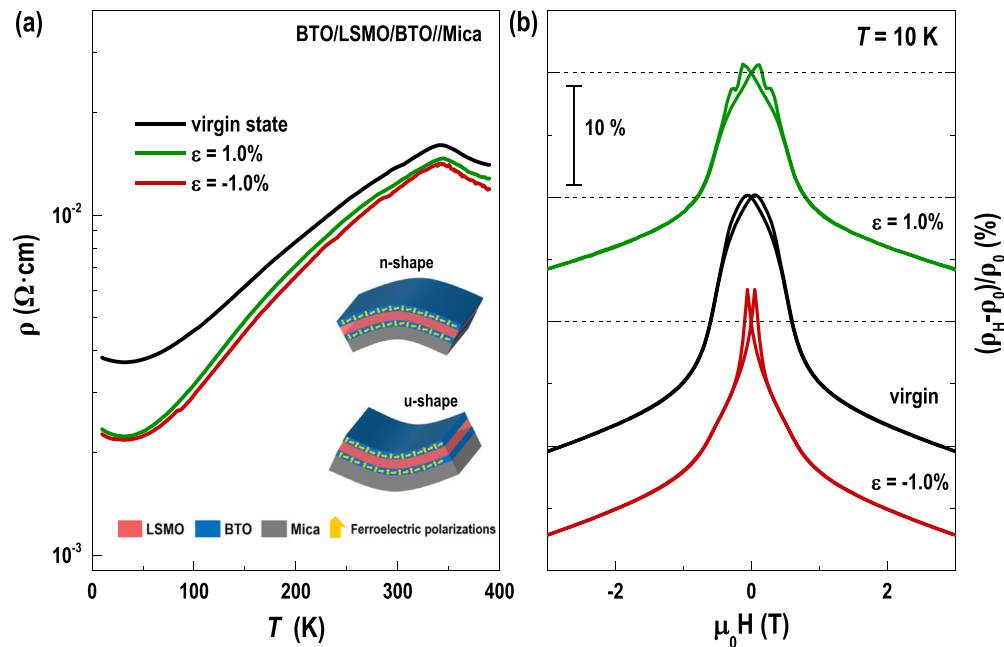 (a)
BTO/LSMO/BTO//Mica
virgin state
ε = 1.0%
ε = -1.0%
n-shape
u-shape
LSMO BTO Mica Ferroelectric polarizations
10⁻²
10⁻³
ρ (Ω·cm)
0 100 200 300 400
T (K)
(b)
T = 10 K
10 %
ε = 1.0%
virgin
ε = -1.0%
(ρH-ρ0)/ρ0 (%)
-2 0 2
μ0H (T)